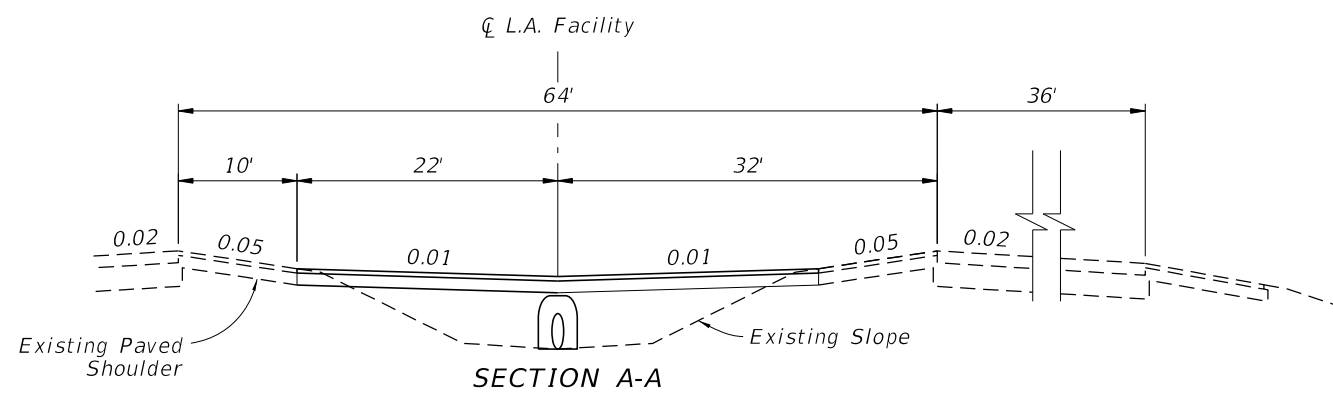 ℄ L.A. Facility
64'
36'
10'
22'
32'
0.02
0.05
0.01
0.01
0.05
0.02
Existing Paved
Shoulder
Existing Slope
SECTION A-A